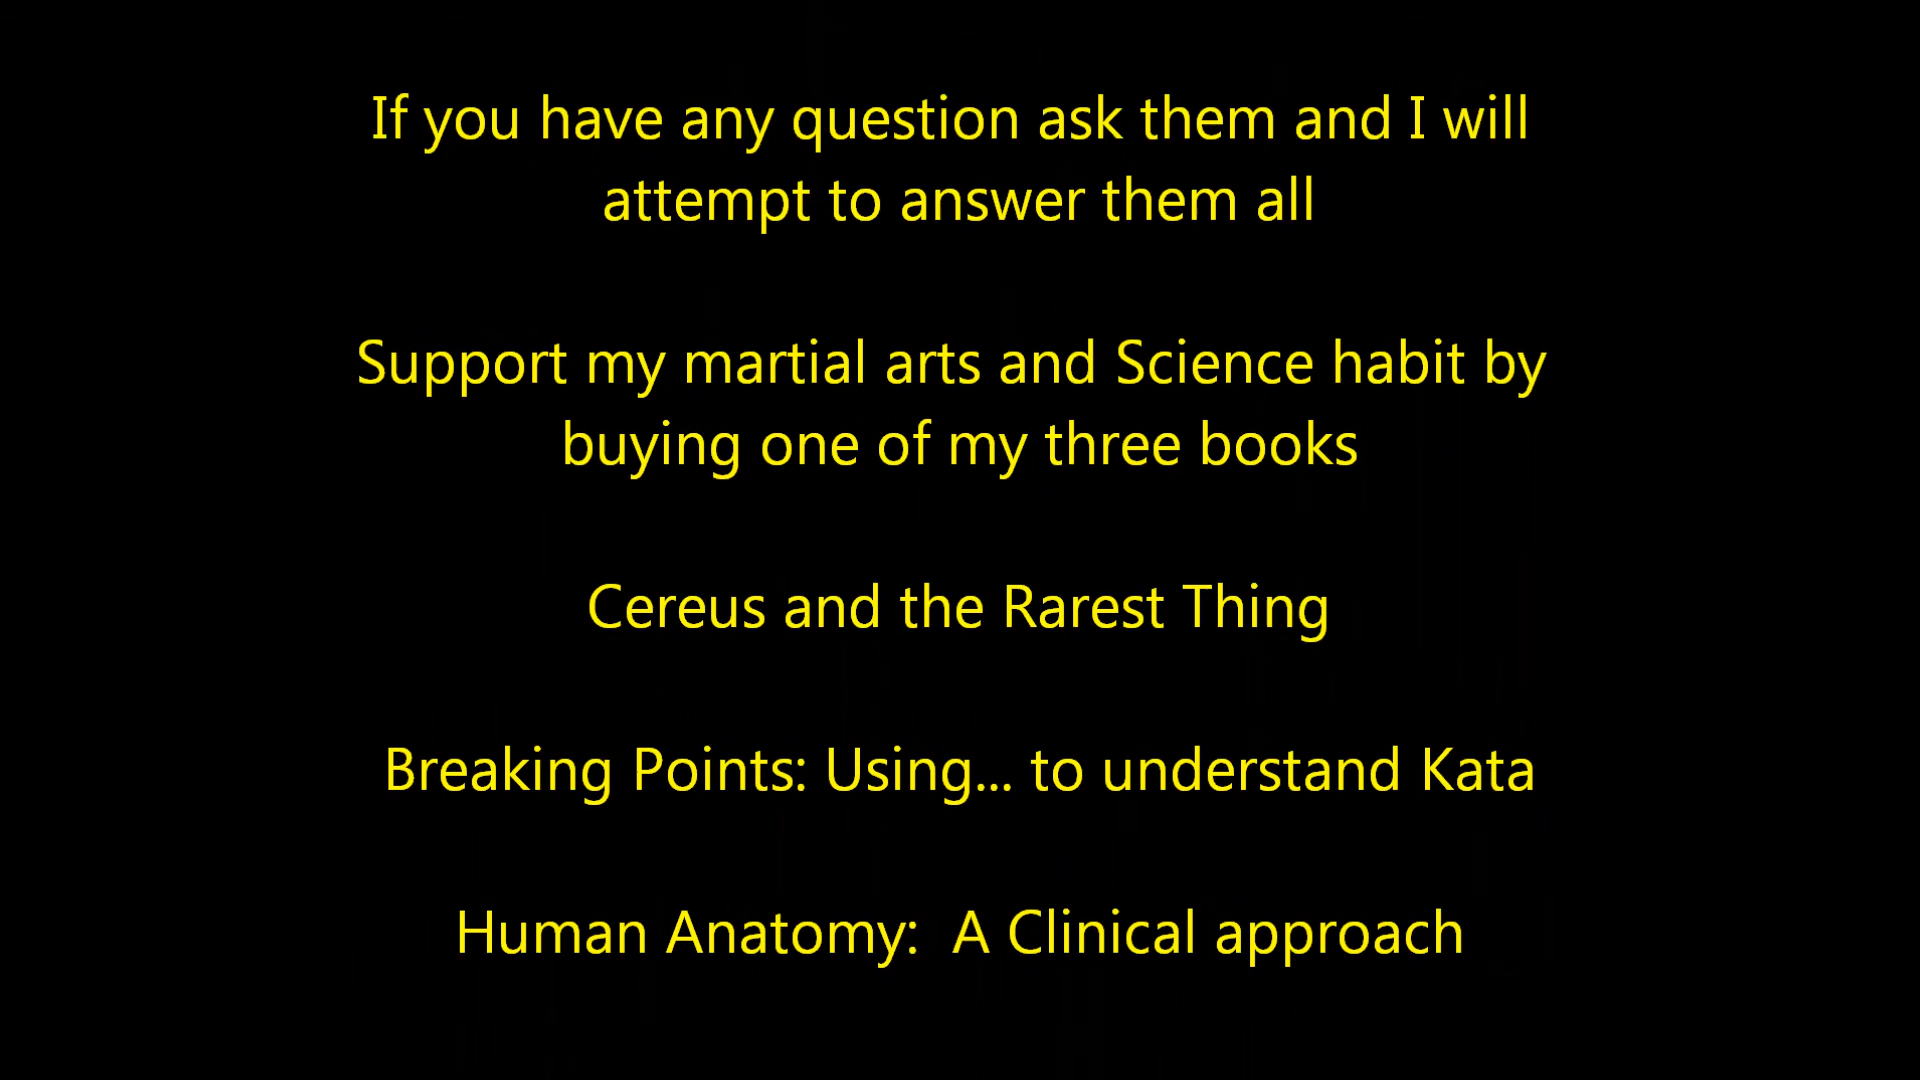 If you have any question ask them and I will
attempt to answer them all
Support my martial arts and Science habit by
buying one of my three books
Cereus and the Rarest Thing
Breaking Points: Using... to understand Kata
Human Anatomy:  A Clinical approach